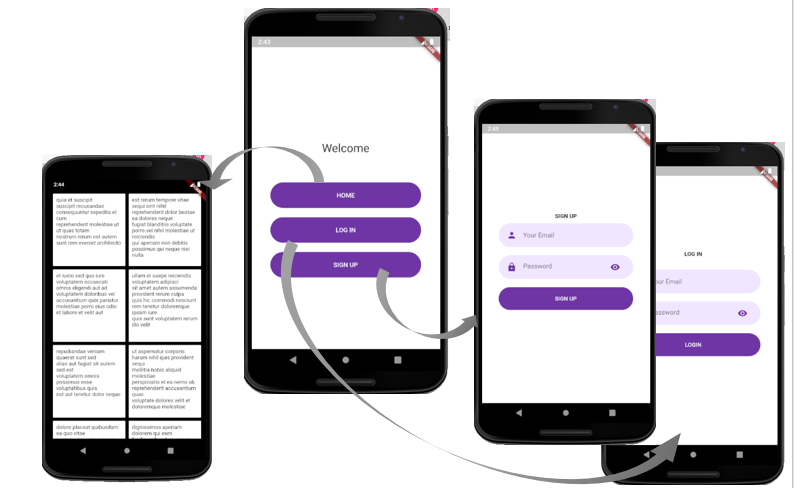 2:44
quia et suscipit
suscipit recusandae
consequuntur expedita et
cum
reprehenderit molestiae ut
ut quas totam
nostrum rerum est autem
sunt rem eveniet architecto
est rerum tempore vitae
sequi sint nihil
reprehenderit dolor beatae
ea dolores neque
fugiat blanditiis voluptate
porro vel nihil molestiae ut
reiciendis
qui aperiam non debitis
possimus qui neque nisi
nulla
et iusto sed quo iure
voluptatem occaecati
omnis eligendi aut ad
voluptatem doloribus vel
accusantium quis pariatur
molestiae porro eius odio
et labore et velit aut
ullam et saepe reiciendis
voluptatem adipisci
sit amet autem assumenda
provident rerum culpa
quis hic commodi nesciunt
rem tenetur doloremque
ipsam iure
quis sunt voluptatem rerum
illo velit
repudiandae veniam
quaerat sunt sed
alias aut fugiat sit autem
sed est
voluptatem omnis
possimus esse
voluptatibus quis
est aut tenetur dolor neque
ut aspernatur corporis
harum nihil quis provident
sequi
mollitia nobis aliquid
molestiae
perspiciatis et ea nemo ab
reprehenderit accusantium
quas
voluptate dolores velit et
doloremque molestiae
dolore placeat quibusdam
ea quo vitae
dignissimos aperiam
dolorem qui eum
2:43
Welcome
HOME
LOG IN
SIGN UP
2:45
SIGN UP
Your Email
Password
SIGN UP
LOG IN
our Email
assword
LOGIN